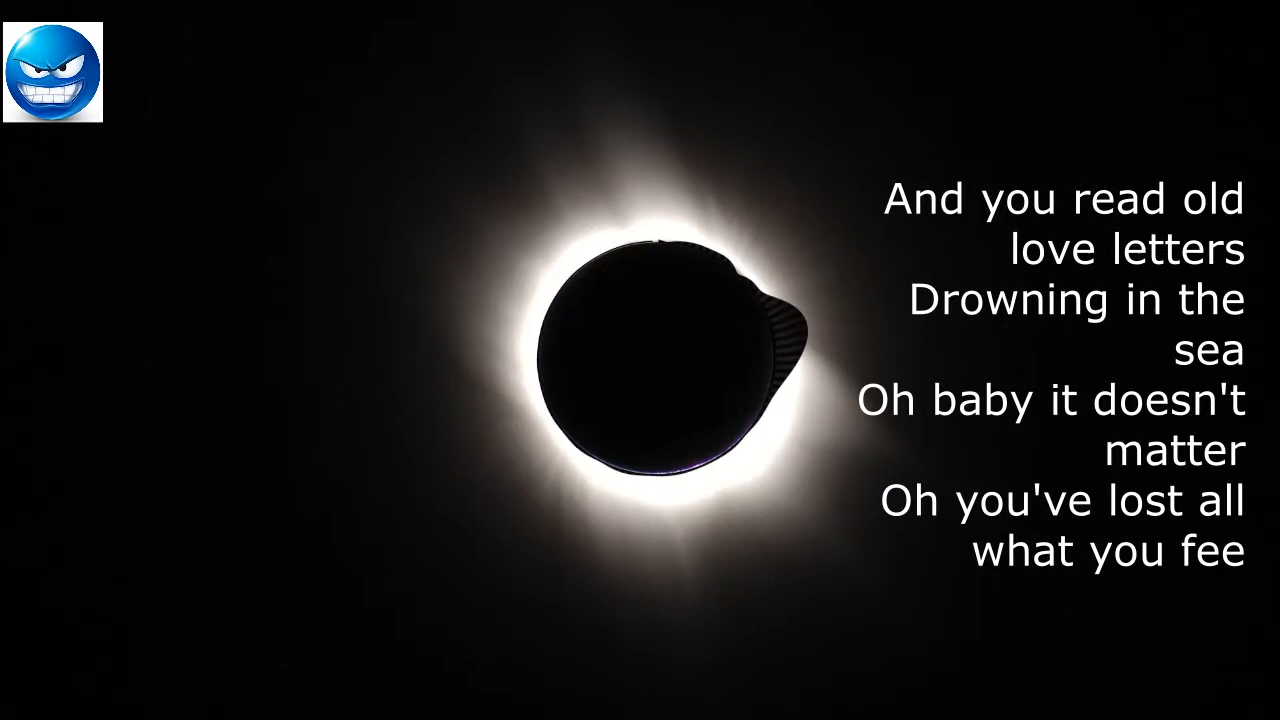 And you read old
love letters
Drowning in the
sea
Oh baby it doesn't
matter
Oh you've lost all
what you fee